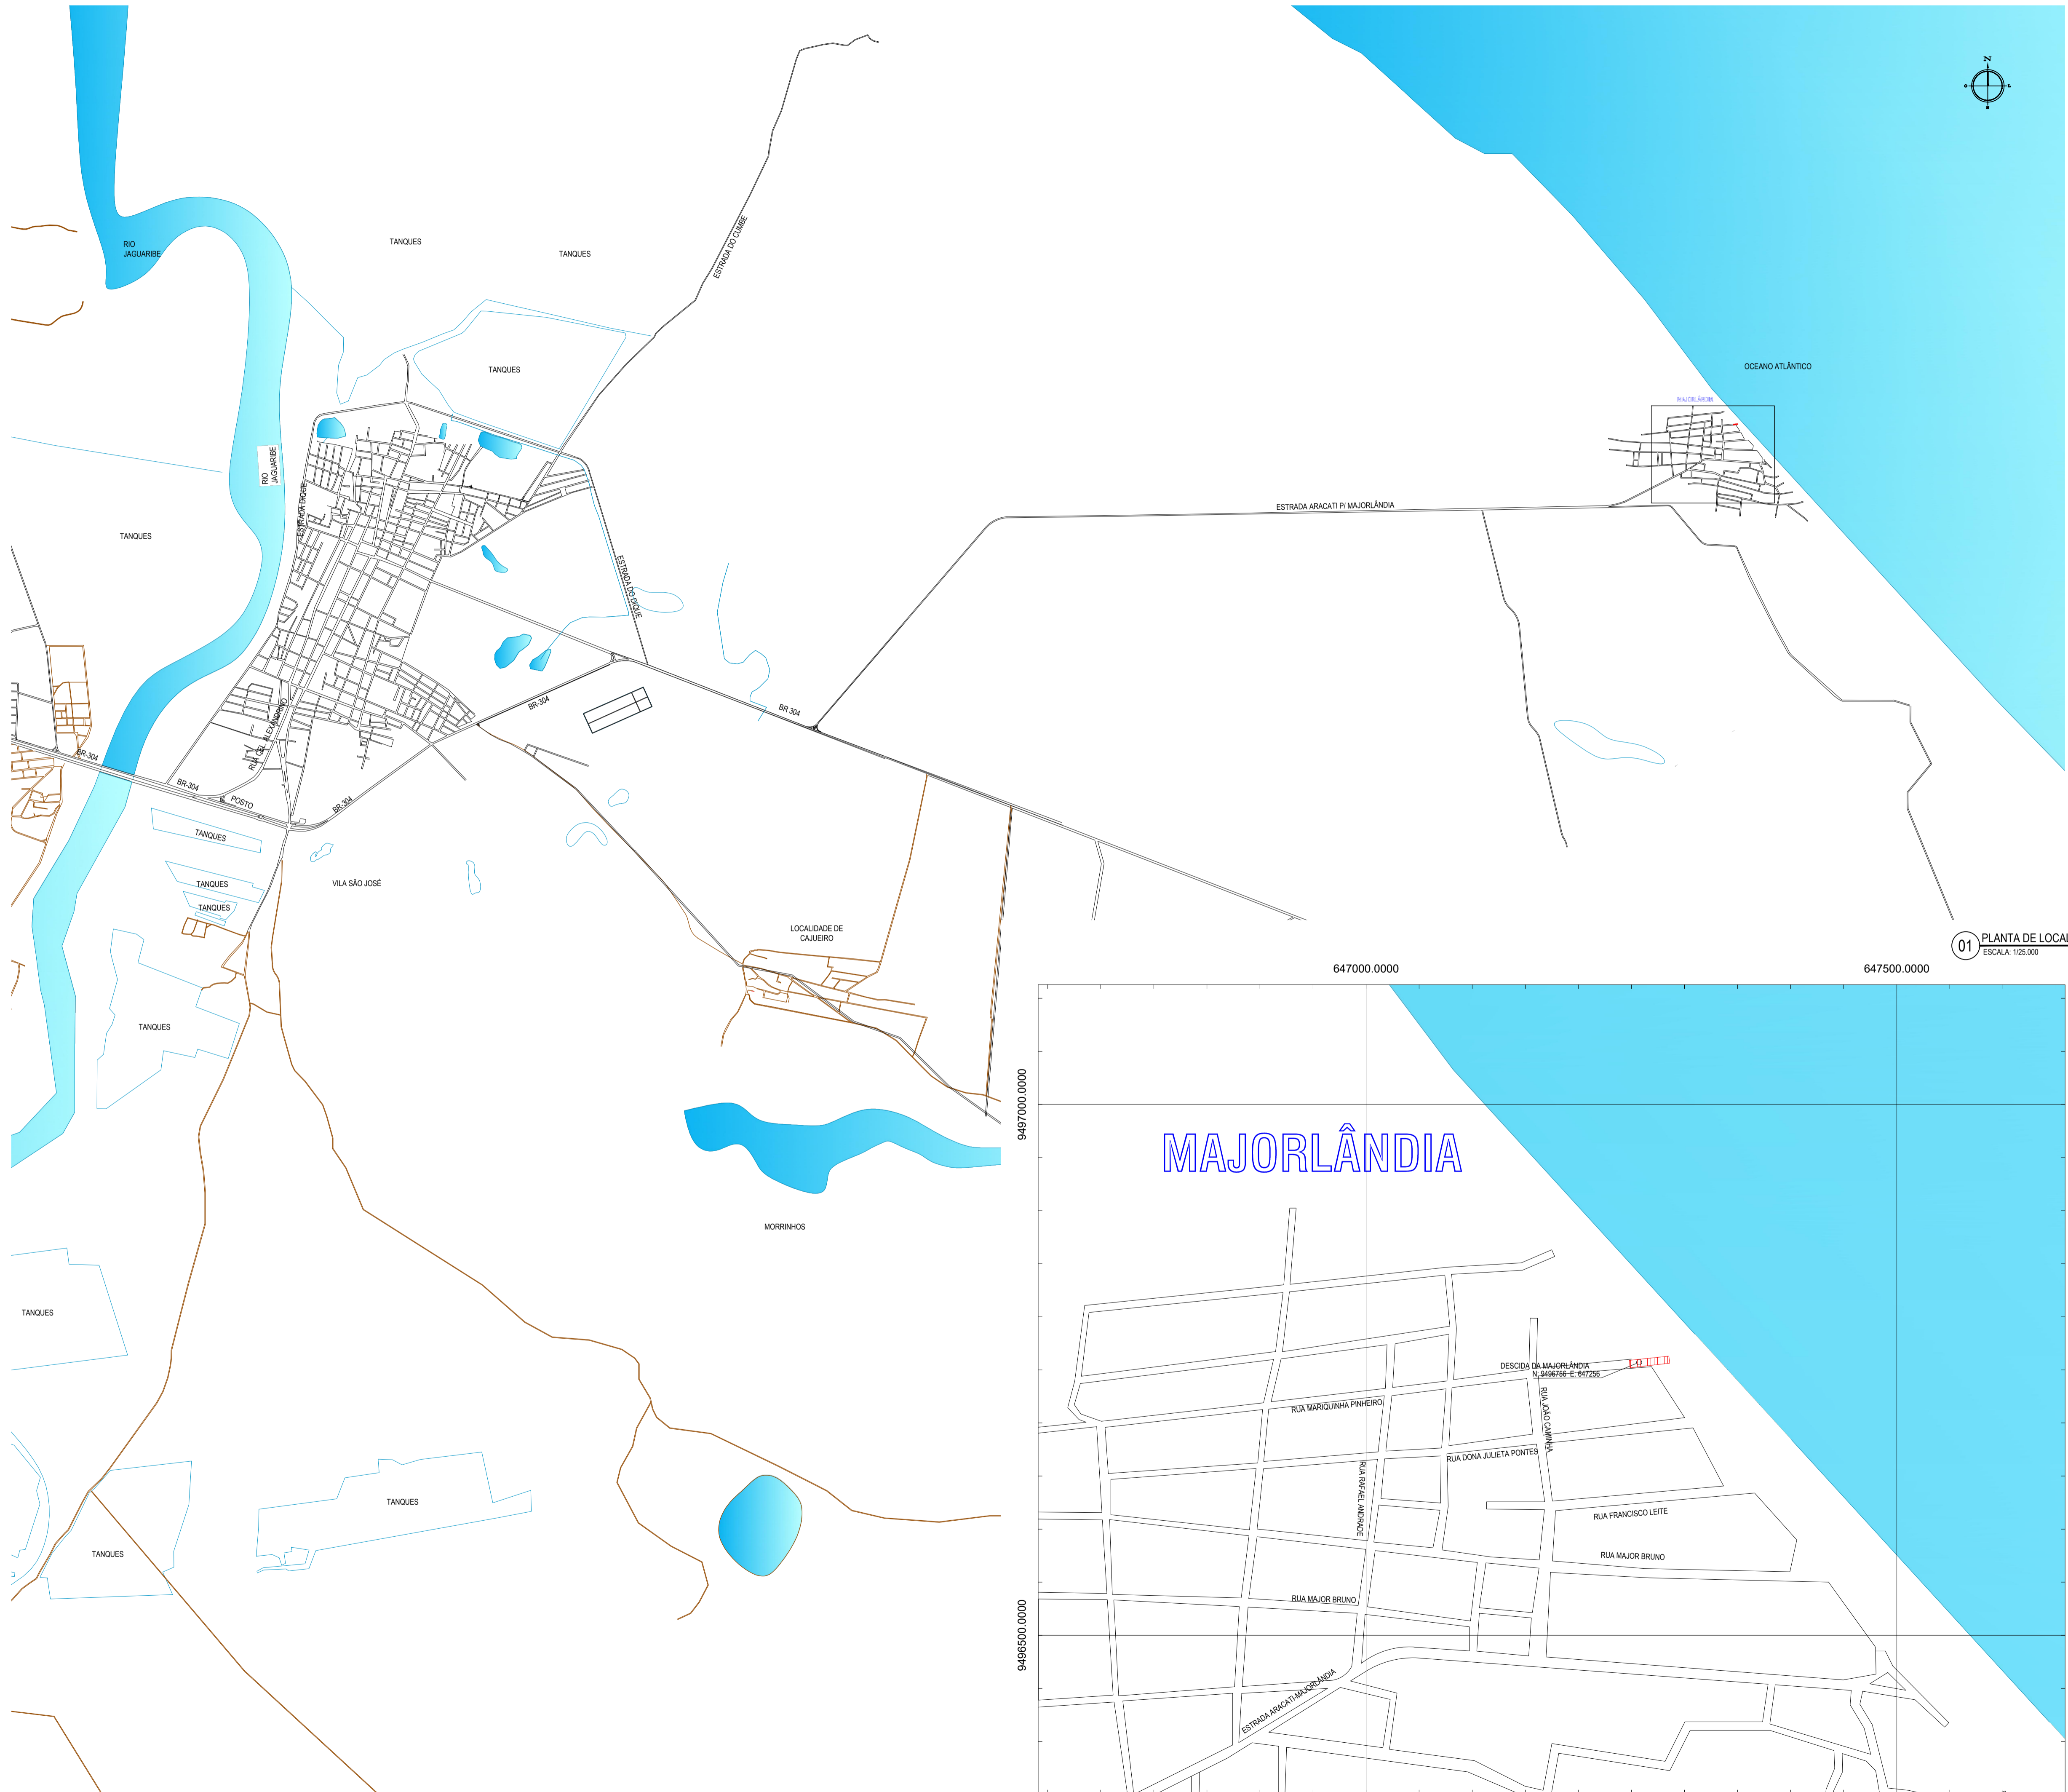 N
O
L
S
RIO
JAGUARIBE
TANQUES
TANQUES
ESTRADA DO CUMBE
TANQUES
OCEANO ATLÂNTICO
MAJORLÂNDIA
RIO
JAGUARIBE
ESTRADA DIQUE
TANQUES
ESTRADA ARACATI P/ MAJORLÂNDIA
ESTRADA DO DIQUE
BR-304
BR 304
RUA CEL. ALEXANDRINO
BR-304
BR-304
POSTO
BR-304
TANQUES
TANQUES
TANQUES
VILA SÃO JOSÉ
LOCALIDADE DE
CAJUEIRO
TANQUES
MORRINHOS
TANQUES
TANQUES
TANQUES
01
PLANTA DE LOCAL
ESCALA: 1/25.000
647000.0000
647500.0000
9497000.0000
MAJORLÂNDIA
DESCIDA DA MAJORLÂNDIA
N: 9496756 E: 647256
RUA MARIQUINHA PINHEIRO
RUA JOÃO CAMINHA
RUA DONA JULIETA PONTES
RUA RAFAEL ANDRADE
RUA FRANCISCO LEITE
RUA MAJOR BRUNO
RUA MAJOR BRUNO
9496500.0000
ESTRADA ARACATI-MAJORLÂNDIA